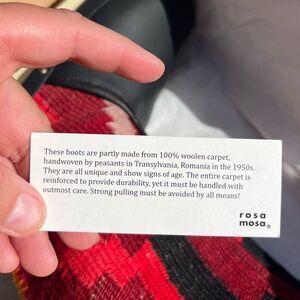 These boots are partly made from 100% woolen carpet,
handwoven by peasants in Transylvania, Romania in the 1950s.
They are all unique and show signs of age. The entire carpet is
reinforced to provide durability, yet it must be handled with
outmost care. Strong pulling must be avoided by all means!
rosa
mosa®